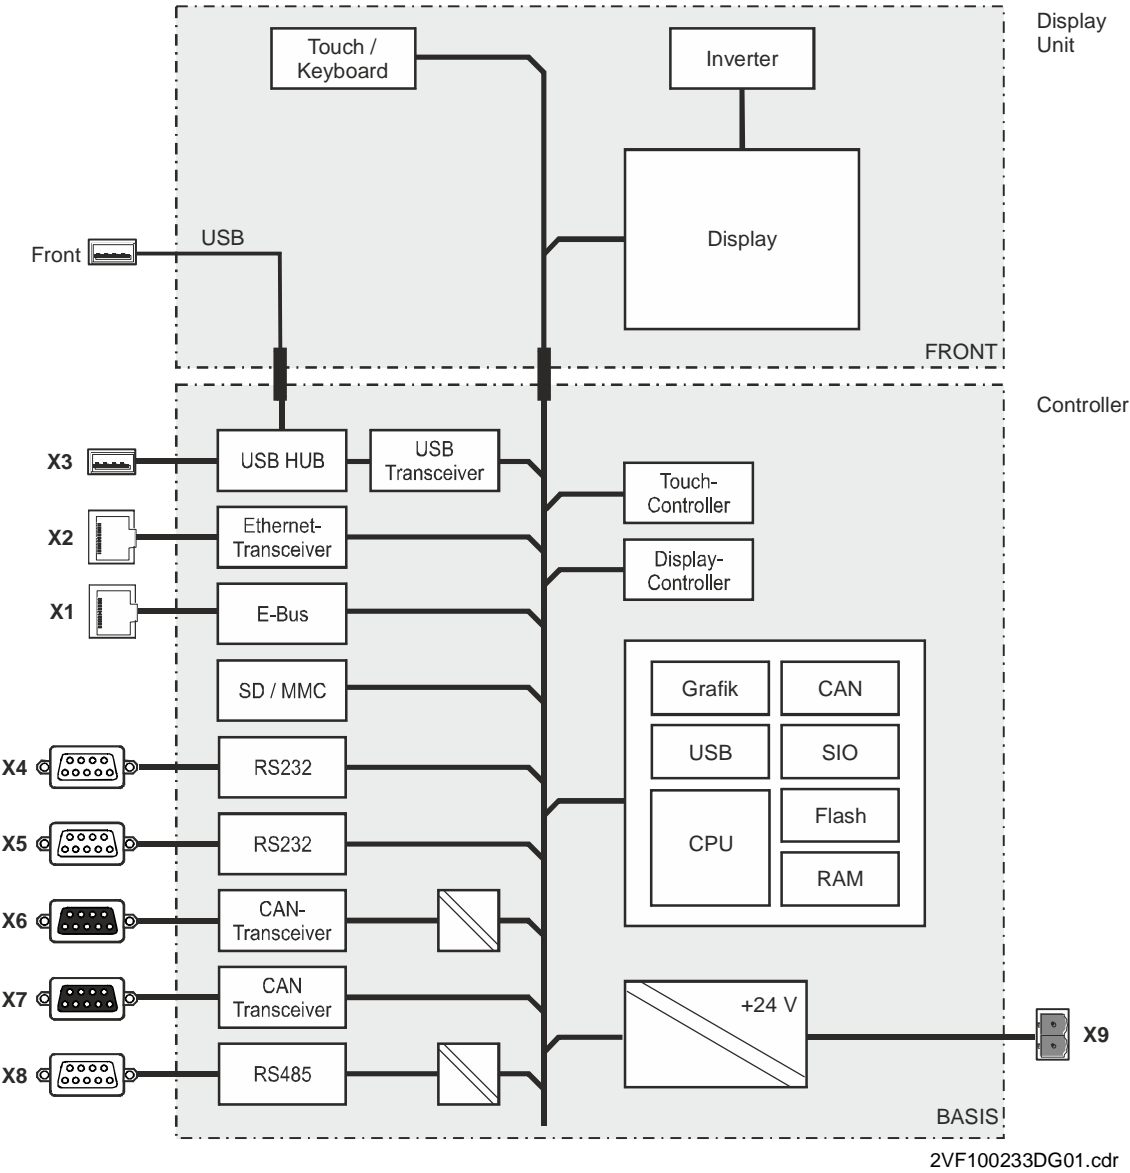 Display
Unit
Touch /
Keyboard
Inverter
Display
Front
USB
FRONT
Controller
X3
USB HUB
USB
Transceiver
Touch-
Controller
X2
Ethernet-
Transceiver
Display-
Controller
X1
E-Bus
SD / MMC
Grafik
CAN
USB
SIO
X4
RS232
Flash
CPU
X5
RS232
RAM
X6
CAN-
Transceiver
X7
CAN
Transceiver
+24 V
X9
X8
RS485
BASIS
2VF100233DG01.cdr